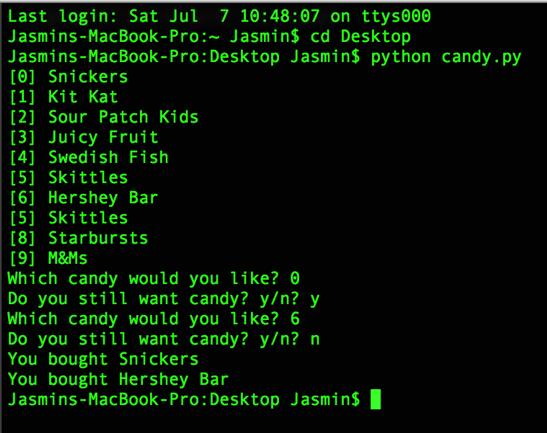 Last login: Sat Jul  7 10:48:07 on ttys000
Jasmins-MacBook-Pro:~ Jasmin$ cd Desktop
Jasmins-MacBook-Pro:Desktop Jasmin$ python candy.py
[0] Snickers
[1] Kit Kat
[2] Sour Patch Kids
[3] Juicy Fruit
[4] Swedish Fish
[5] Skittles
[6] Hershey Bar
[5] Skittles
[8] Starbursts
[9] M&Ms
Which candy would you like? 0
Do you still want candy? y/n? y
Which candy would you like? 6
Do you still want candy? y/n? n
You bought Snickers
You bought Hershey Bar
Jasmins-MacBook-Pro:Desktop Jasmin$